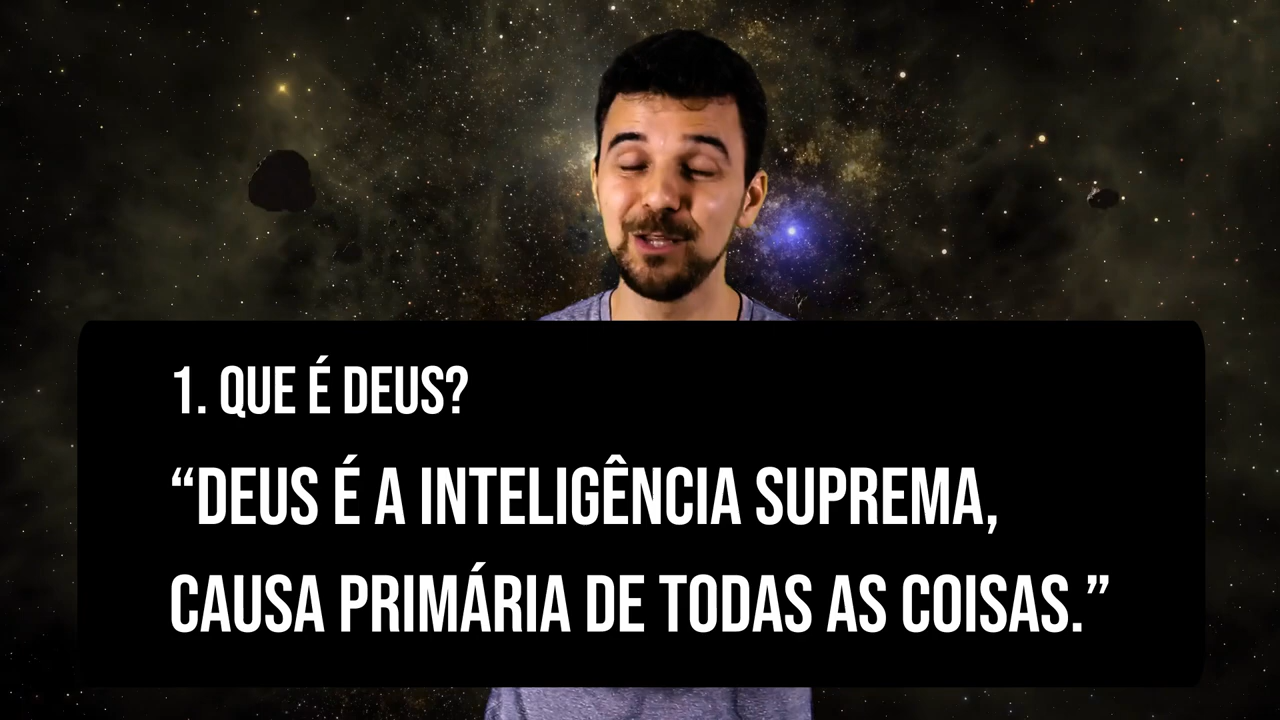 1. QUE É DEUS?
“DEUS É A INTELIGÊNCIA SUPREMA,
CAUSA PRIMÁRIA DE TODAS AS COISAS.”